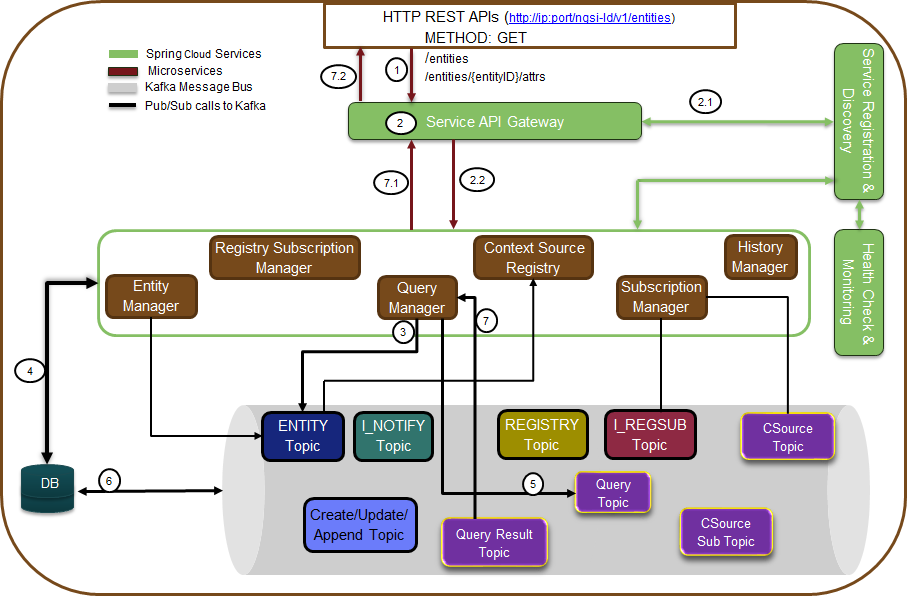 HTTP REST APIs (http://ip:port/ngsi-ld/v1/entities)
METHOD: GET
/entities
/entities/{entityID}/attrs
Spring Cloud Services
Microservices
Kafka Message Bus
Pub/Sub calls to Kafka
7.2
1
2
Service API Gateway
2.1
Service Registration &
Discovery
7.1
2.2
Registry Subscription
Manager
Context Source
Registry
History
Manager
Entity
Manager
Query
Manager
Subscription
Manager
Health Check &
Monitoring
3
7
4
ENTITY
Topic
I_NOTIFY
Topic
REGISTRY
Topic
I_REGSUB
Topic
CSource
Topic
DB
6
5
Query
Topic
Create/Update/
Append Topic
Query Result
Topic
CSource
Sub Topic